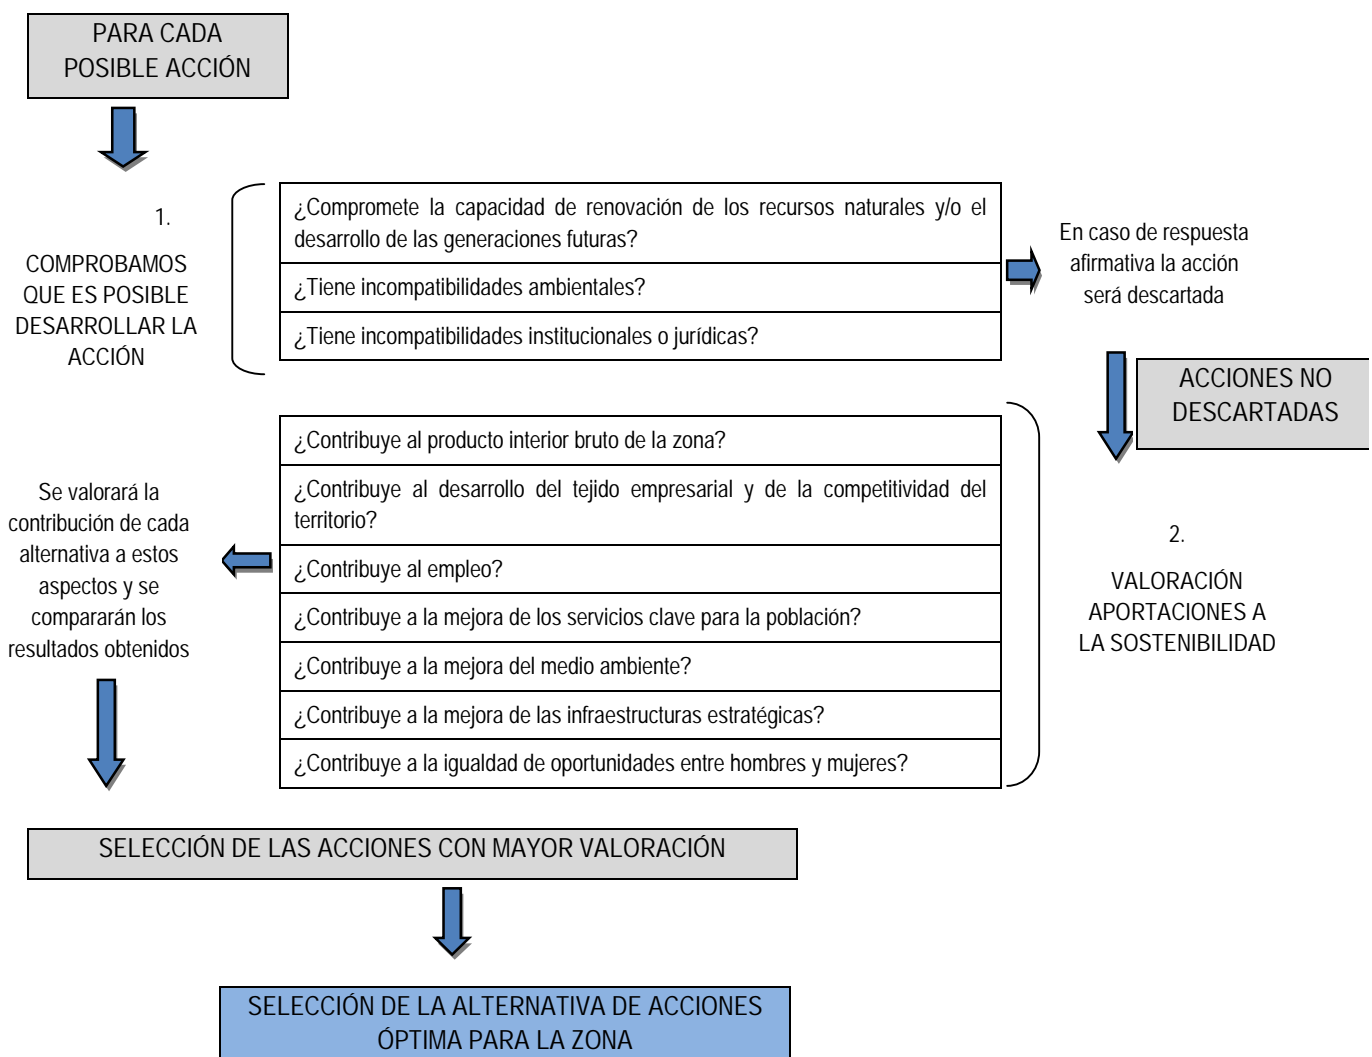 PARA CADA
POSIBLE ACCIÓN
1.
COMPROBAMOS
QUE ES POSIBLE
DESARROLLAR LA
ACCIÓN
¿Compromete la capacidad de renovación de los recursos naturales y/o el
desarrollo de las generaciones futuras?
¿Tiene incompatibilidades ambientales?
¿Tiene incompatibilidades institucionales o jurídicas?
En caso de respuesta
afirmativa la acción
será descartada
ACCIONES NO
DESCARTADAS
2.
VALORACIÓN
APORTACIONES A
LA SOSTENIBILIDAD
¿Contribuye al producto interior bruto de la zona?
¿Contribuye al desarrollo del tejido empresarial y de la competitividad del
territorio?
¿Contribuye al empleo?
¿Contribuye a la mejora de los servicios clave para la población?
¿Contribuye a la mejora del medio ambiente?
¿Contribuye a la mejora de las infraestructuras estratégicas?
¿Contribuye a la igualdad de oportunidades entre hombres y mujeres?
Se valorará la
contribución de cada
alternativa a estos
aspectos y se
compararán los
resultados obtenidos
SELECCIÓN DE LAS ACCIONES CON MAYOR VALORACIÓN
SELECCIÓN DE LA ALTERNATIVA DE ACCIONES
ÓPTIMA PARA LA ZONA